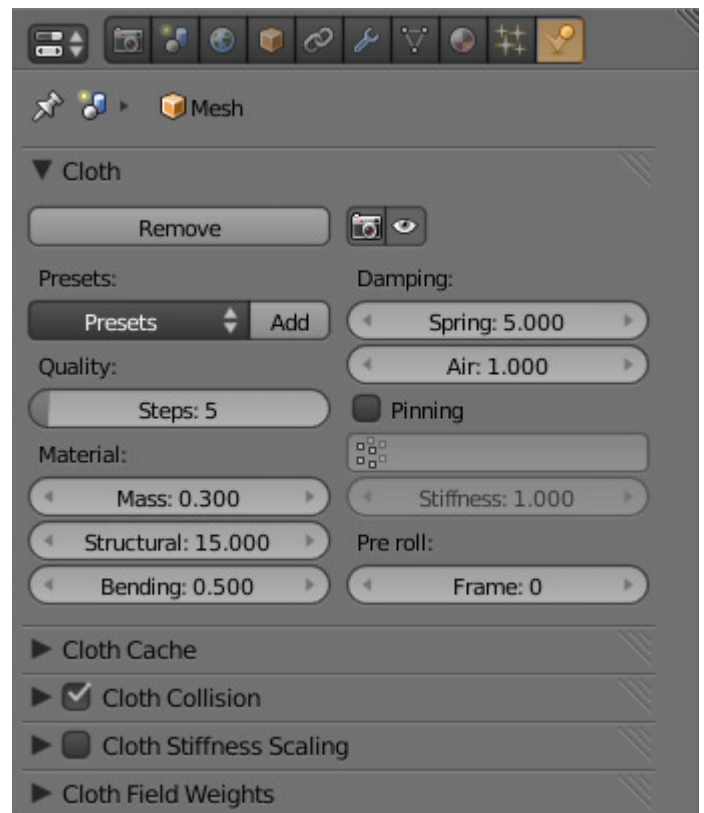 Mesh
Cloth
Remove
Presets:
Presets
Add
Quality:
Steps: 5
Material:
Mass: 0.300
Structural: 15.000
Bending: 0.500
Damping:
Spring: 5.000
Air: 1.000
Pinning
Stiffness: 1.000
Pre roll:
Frame: 0
Cloth Cache
Cloth Collision
Cloth Stiffness Scaling
Cloth Field Weights